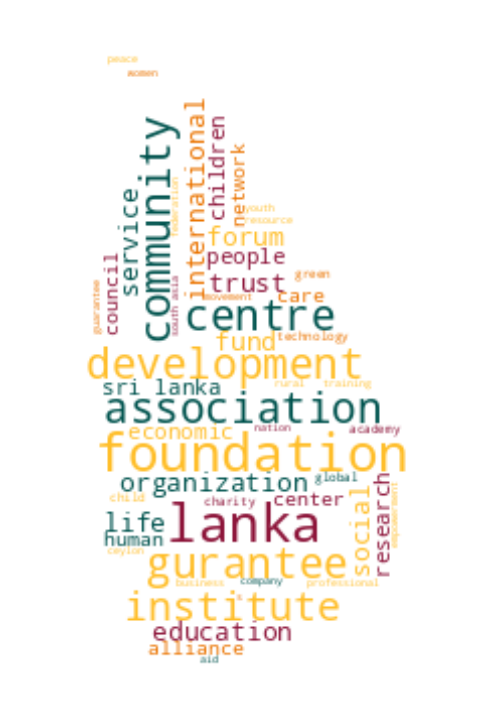 peace
women
community
international
children
network
service
federation
youth
resource
forum
people
council
guarantee
south asia
trust
green
movement
care
centre
fund
technology
development
sri lanka
rural
training
association
economic
nation
academy
foundation
organization
global
child
charity
center
social
research
empowerment
life
lanka
human
ceylon
gurantee
business
company
professional
s
institute
education
alliance
aid